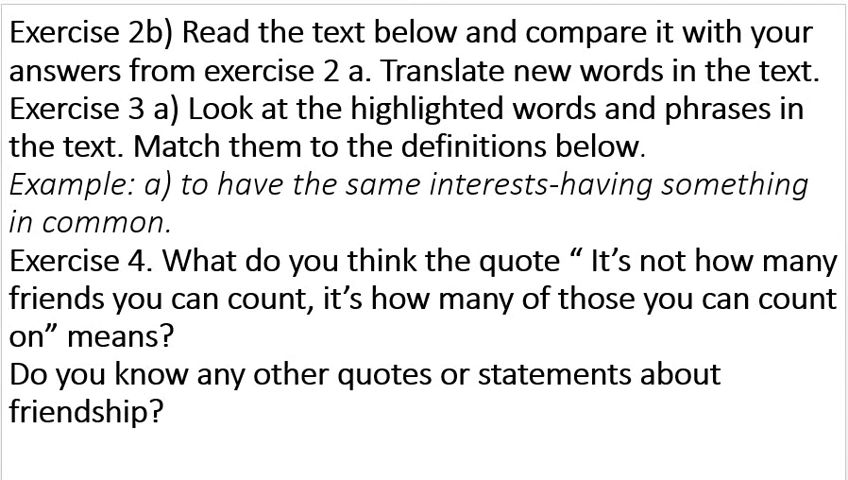 Exercise 2b) Read the text below and compare it with your
answers from exercise 2 a. Translate new words in the text.
Exercise 3 a) Look at the highlighted words and phrases in
the text. Match them to the definitions below.
Example: a) to have the same interests-having something
in common.
Exercise 4. What do you think the quote “ It’s not how many
friends you can count, it’s how many of those you can count
on” means?
Do you know any other quotes or statements about
friendship?